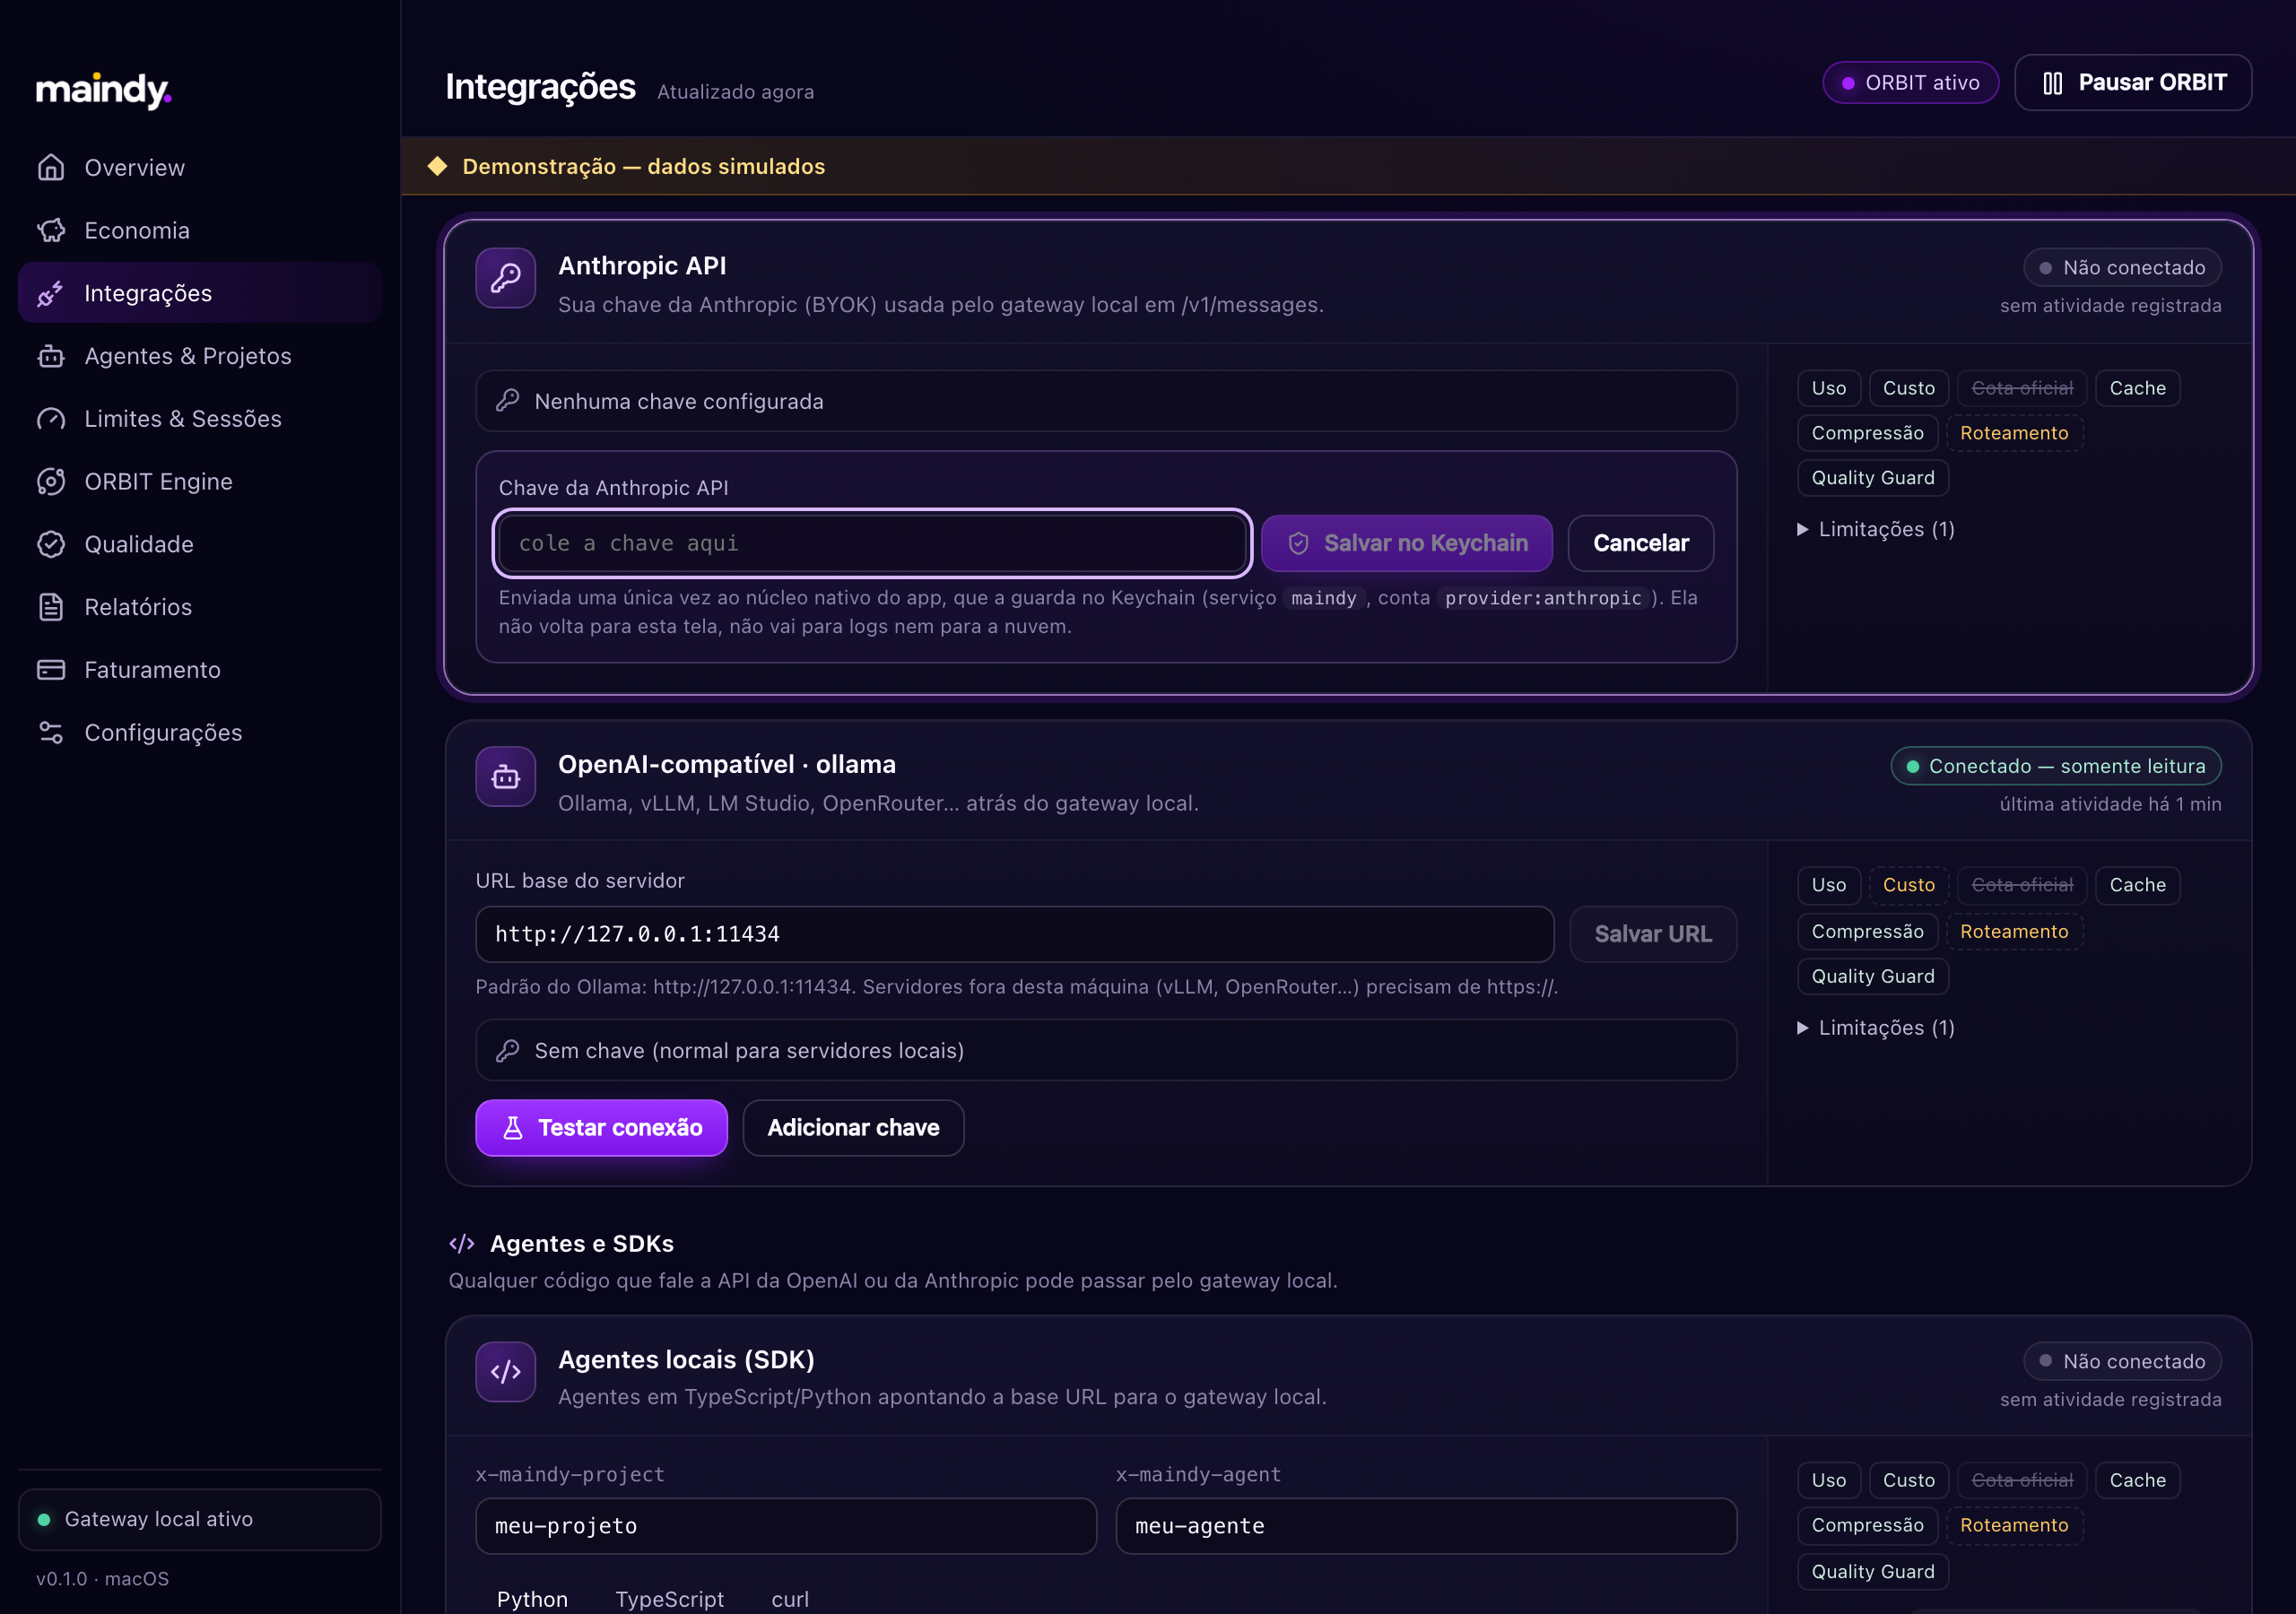 maindy.
Overview
Economia
Integrações
Agentes & Projetos
Limites & Sessões
ORBIT Engine
Qualidade
Relatórios
Faturamento
Configurações
Gateway local ativo
v0.1.0 · macOS
Integrações Atualizado agora
ORBIT ativo
Pausar ORBIT
Demonstração — dados simulados
Anthropic API
Sua chave da Anthropic (BYOK) usada pelo gateway local em /v1/messages.
Não conectado
sem atividade registrada
Nenhuma chave configurada
Chave da Anthropic API
cole a chave aqui
Salvar no Keychain
Cancelar
Enviada uma única vez ao núcleo nativo do app, que a guarda no Keychain (serviço maindy, conta provider:anthropic). Ela
não volta para esta tela, não vai para logs nem para a nuvem.
Uso Custo Cota oficial Cache
Compressão Roteamento
Quality Guard
Limitações (1)
OpenAI-compatível · ollama
Ollama, vLLM, LM Studio, OpenRouter… atrás do gateway local.
Conectado — somente leitura
última atividade há 1 min
URL base do servidor
http://127.0.0.1:11434
Salvar URL
Padrão do Ollama: http://127.0.0.1:11434. Servidores fora desta máquina (vLLM, OpenRouter…) precisam de https://.
Sem chave (normal para servidores locais)
Testar conexão
Adicionar chave
Uso Custo Cota oficial Cache
Compressão Roteamento
Quality Guard
Limitações (1)
Agentes e SDKs
Qualquer código que fale a API da OpenAI ou da Anthropic pode passar pelo gateway local.
Agentes locais (SDK)
Agentes em TypeScript/Python apontando a base URL para o gateway local.
Não conectado
sem atividade registrada
x-maindy-project
meu-projeto
x-maindy-agent
meu-agente
Python TypeScript curl
Uso Custo Cota oficial Cache
Compressão Roteamento
Quality Guard